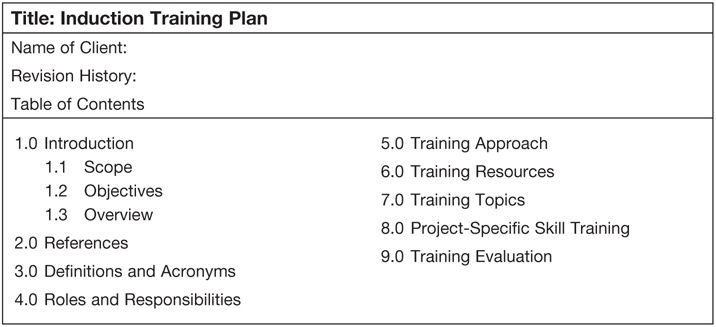 Title: Induction Training Plan
Name of Client:
Revision History:
Table of Contents
1.0 Introduction
1.1 Scope
1.2 Objectives
1.3 Overview
2.0 References
3.0 Definitions and Acronyms
4.0 Roles and Responsibilities
5.0 Training Approach
6.0 Training Resources
7.0 Training Topics
8.0 Project-Specific Skill Training
9.0 Training Evaluation